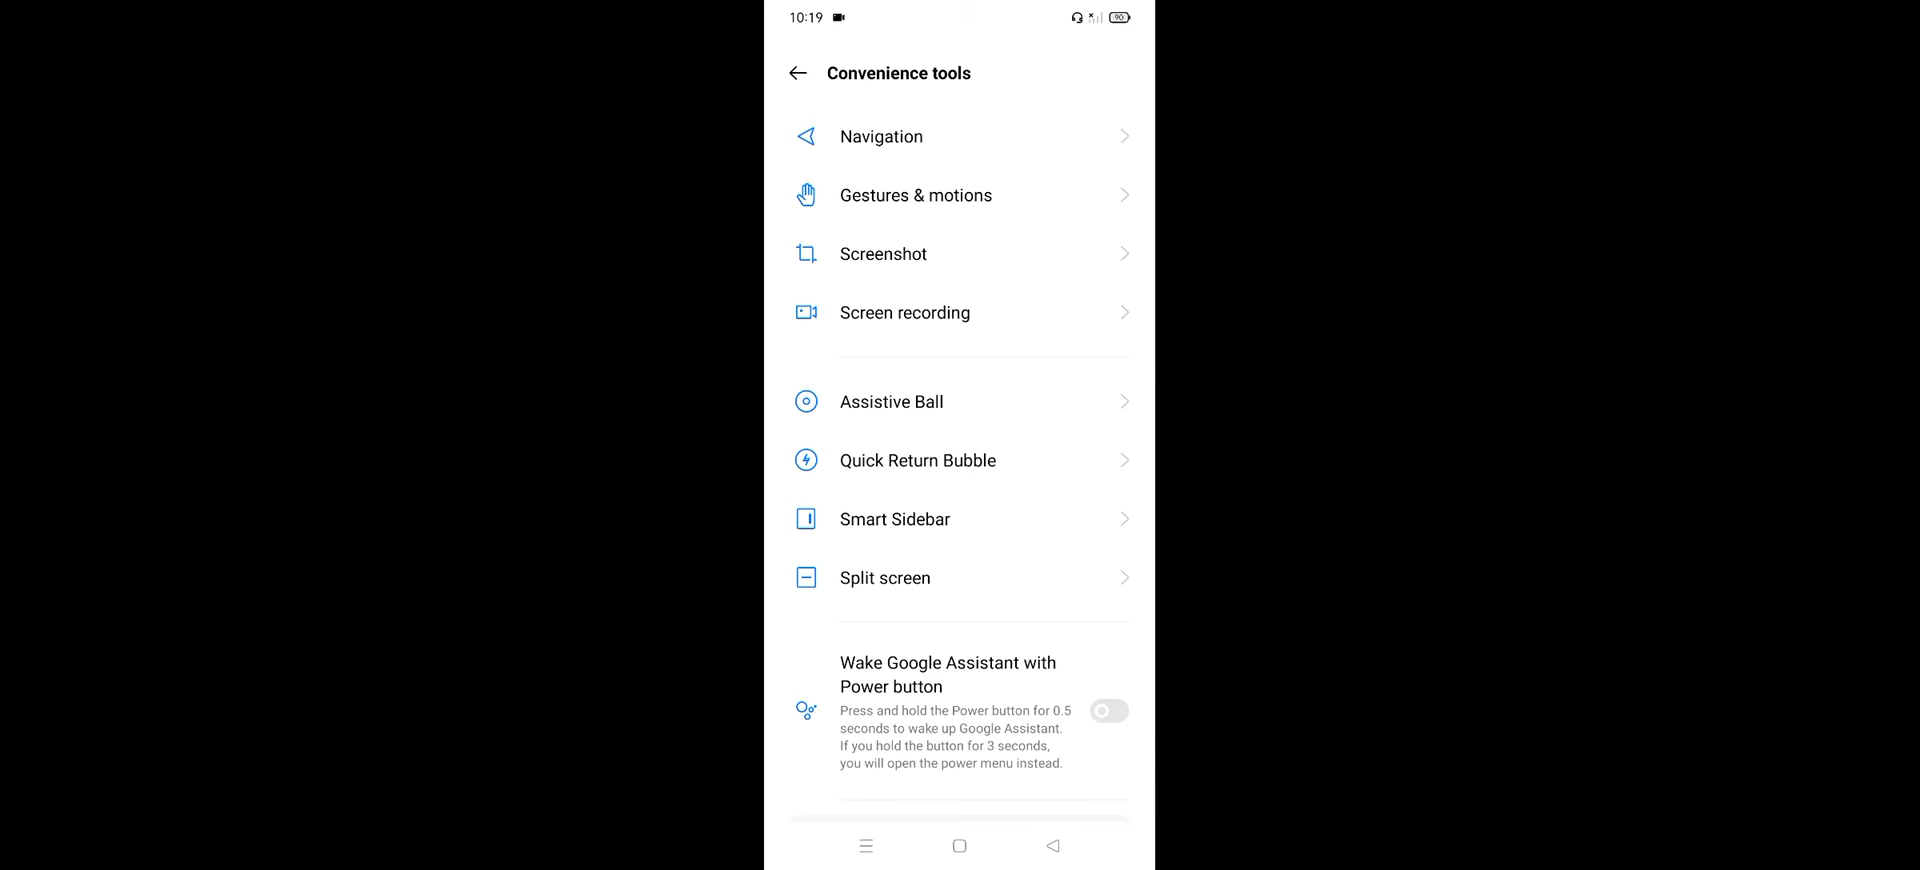 10:19
90
Convenience tools
Navigation
Gestures & motions
Screenshot
Screen recording
Assistive Ball
Quick Return Bubble
Smart Sidebar
Split screen
Wake Google Assistant with
Power button
Press and hold the Power button for 0.5
seconds to wake up Google Assistant.
If you hold the button for 3 seconds,
you will open the power menu instead.